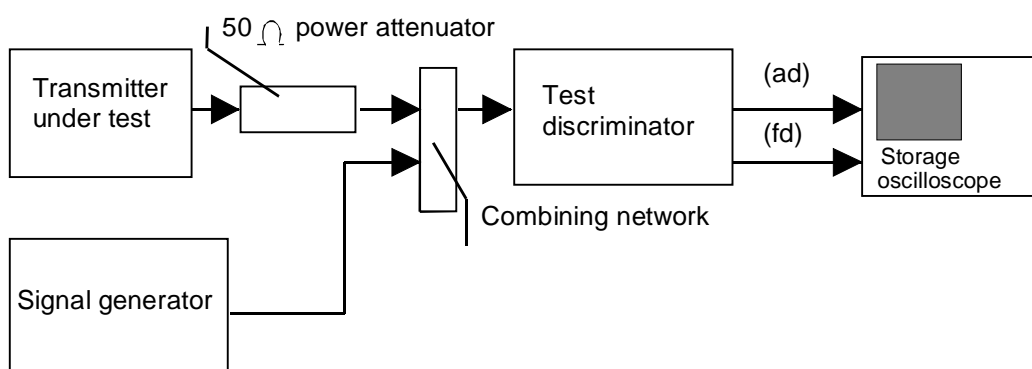 50 Ω power attenuator
Transmitter
under test
Test
discriminator
(ad)
(fd)
Storage
oscilloscope
Combining network
Signal generator